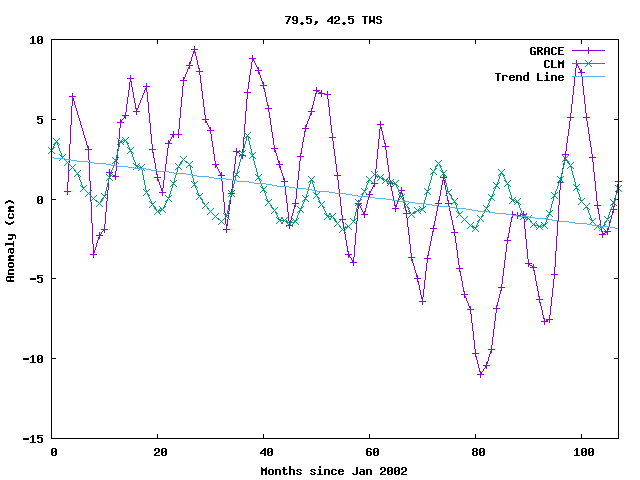 79.5, 42.5 TWS
GRACE
CLM
Trend Line
10
5
0
-5
-10
-15
Anomaly (cm)
0 20 40 60 80 100
Months since Jan 2002